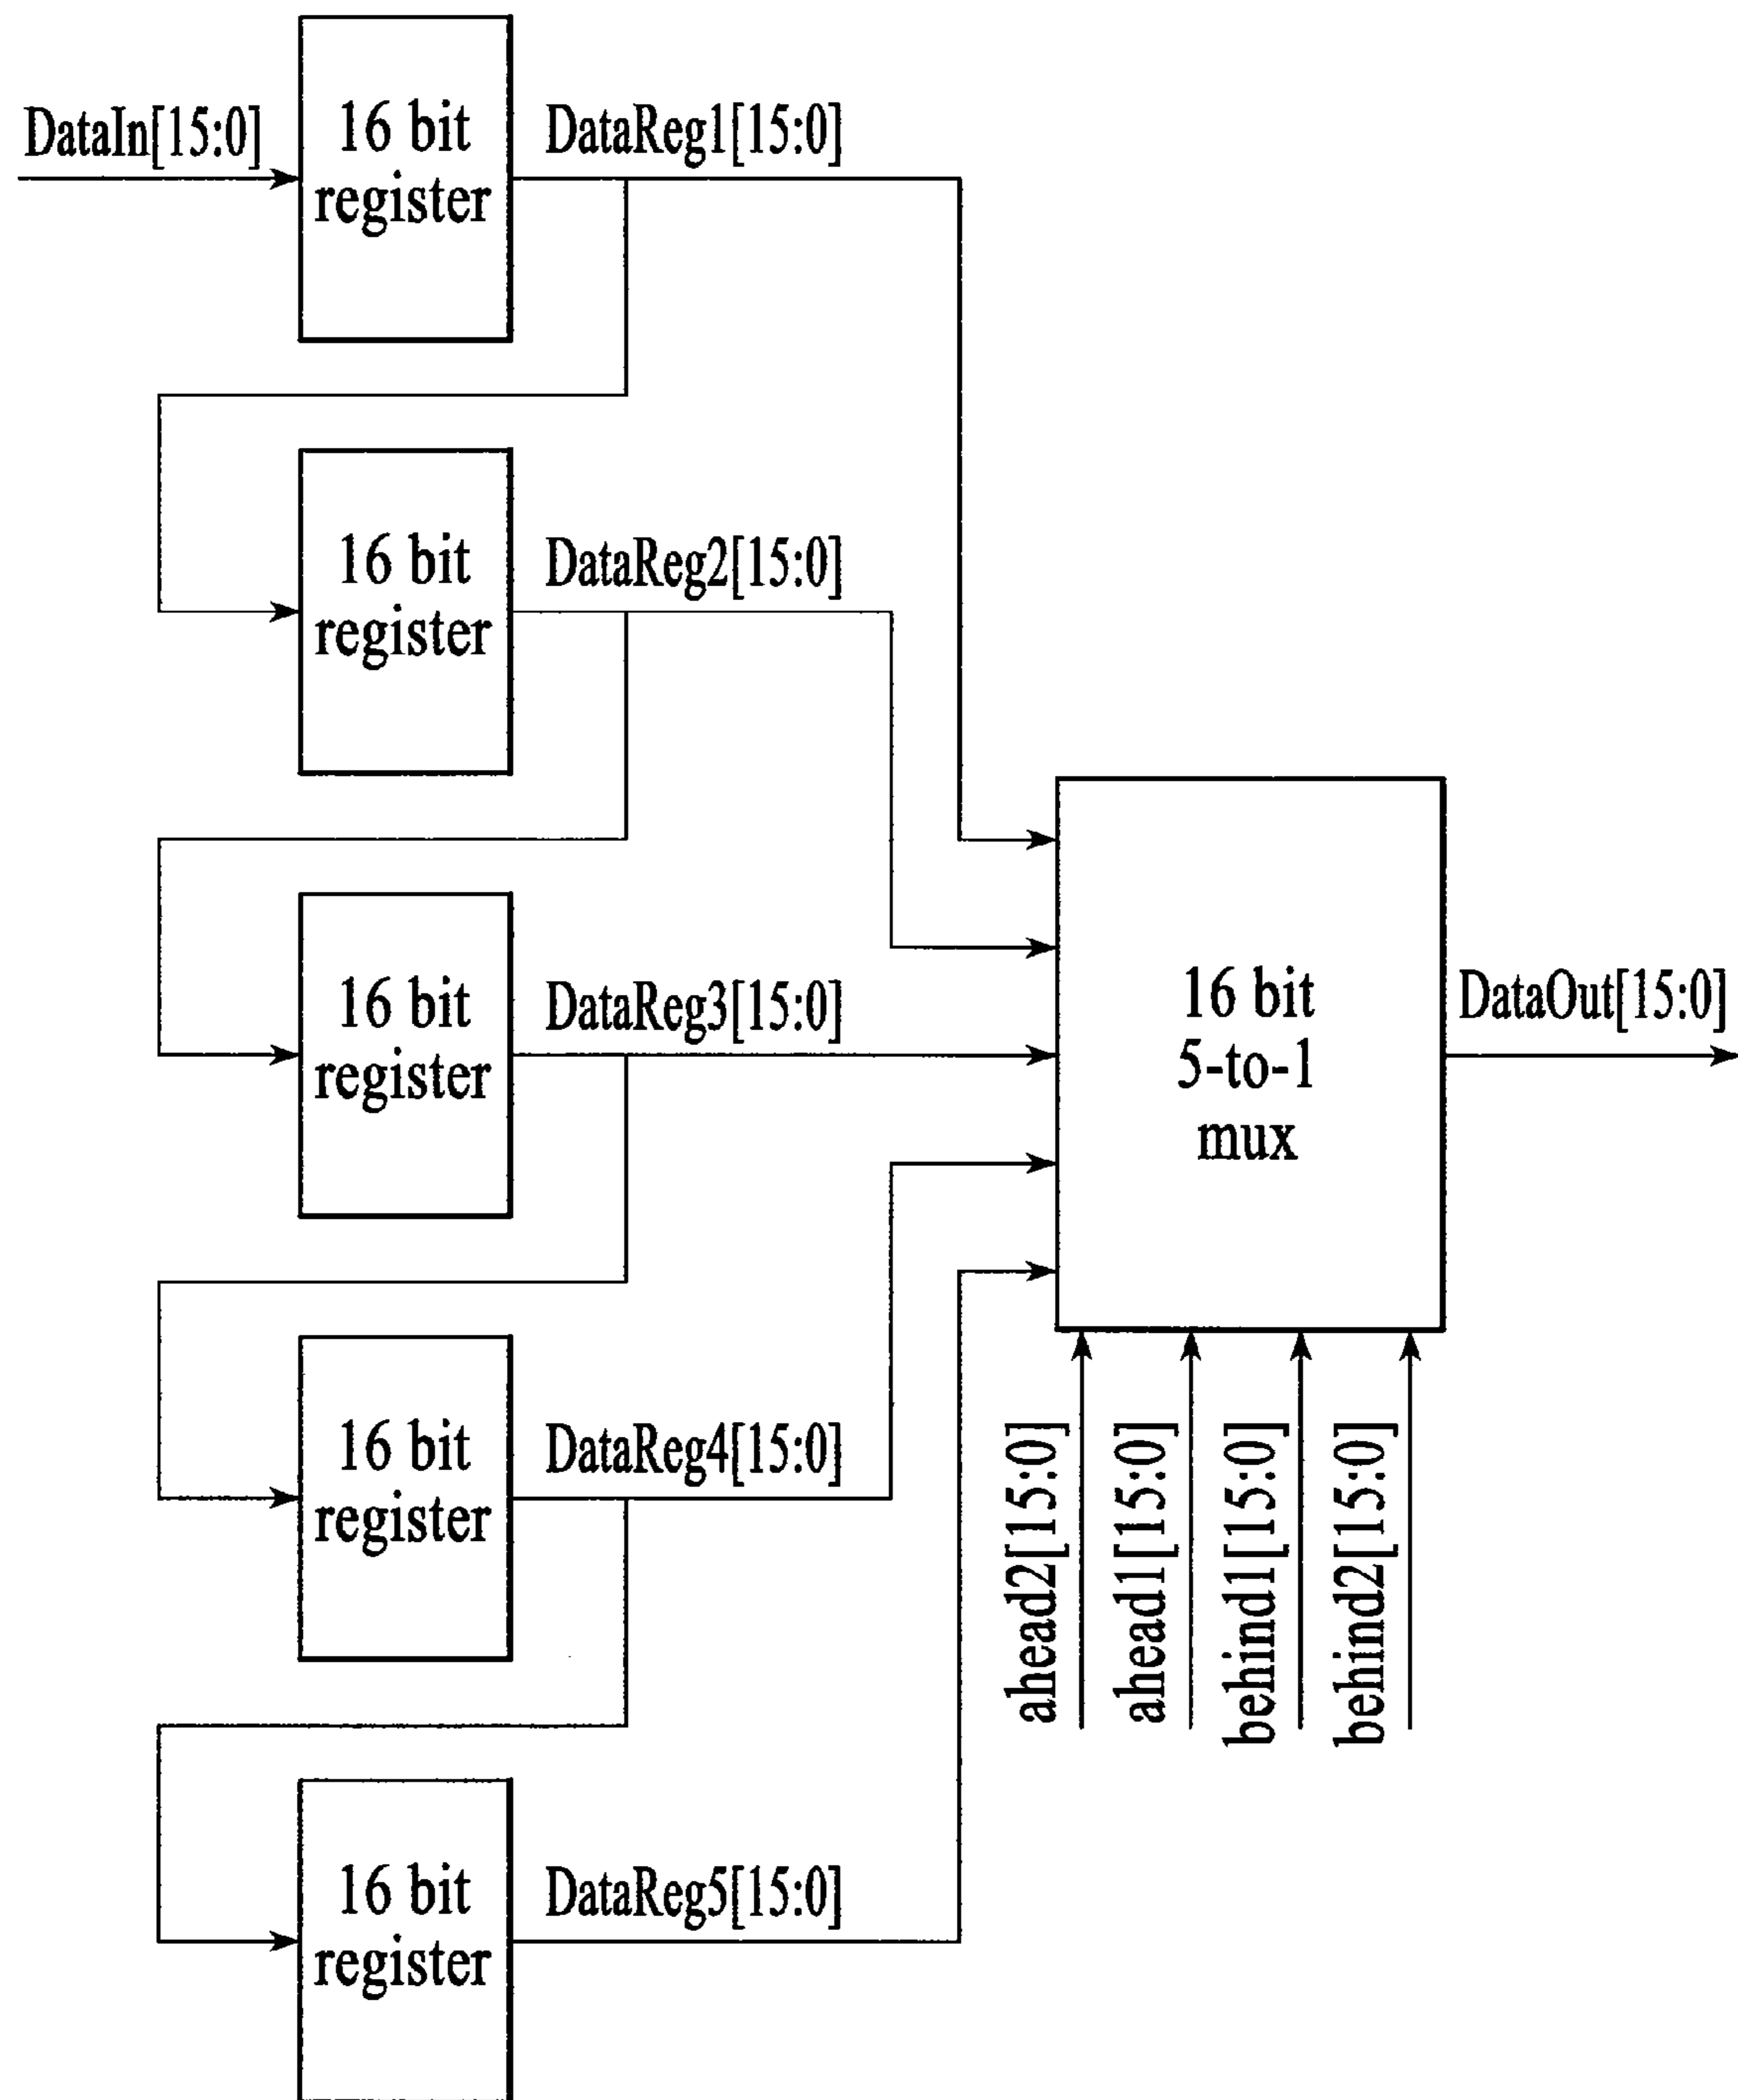 DataIn[15:0]
16 bit
register
DataReg1[15:0]
16 bit
register
DataReg2[15:0]
16 bit
register
DataReg3[15:0]
16 bit
5-to-1
mux
DataOut[15:0]
16 bit
register
DataReg4[15:0]
ahead2[15:0]
ahead1[15:0]
behind1[15:0]
behind2[15:0]
16 bit
register
DataReg5[15:0]